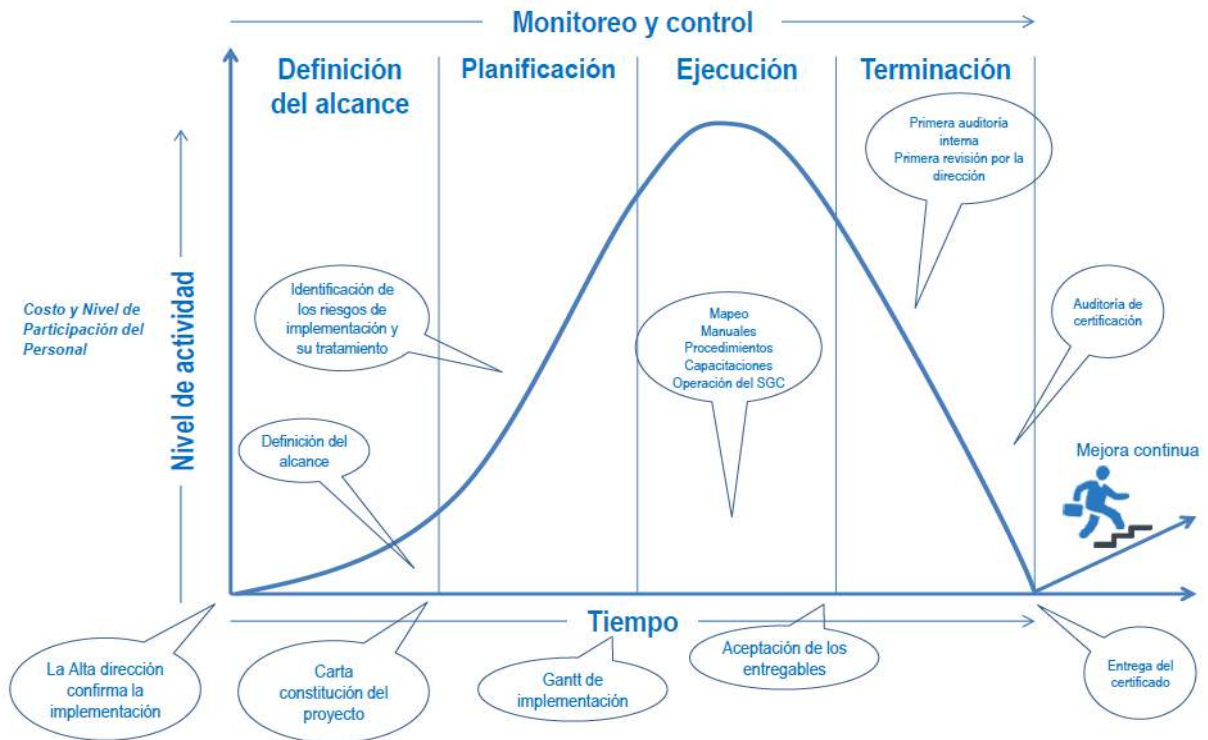 Monitoreo y control
Definición
del alcance
Planificación
Ejecución
Terminación
Primera auditoría
interna
Primera revisión por la
dirección
Identificación de
los riesgos de
implementación y
su tratamiento
Costo y Nivel de
Participación del
Personal
Nivel de actividad
Mapeo
Manuales
Procedimientos
Capacitaciones
Operación del SGC
Auditoría de
certificación
Definición del
alcance
Mejora continua
Tiempo
La Alta dirección
confirma la
implementación
Carta
constitución del
proyecto
Gantt de
implementación
Aceptación de los
entregables
Entrega del
certificado